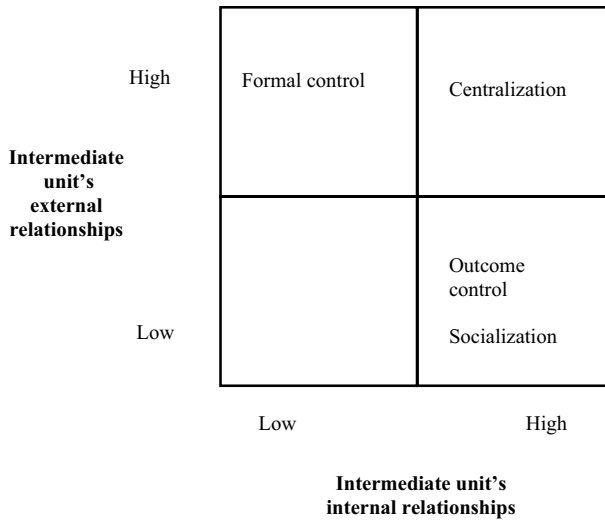 High
Formal control
Centralization
Intermediate
unit's
external
relationships
Outcome
control
Low
Socialization
Low
High
Intermediate unit's
internal relationships